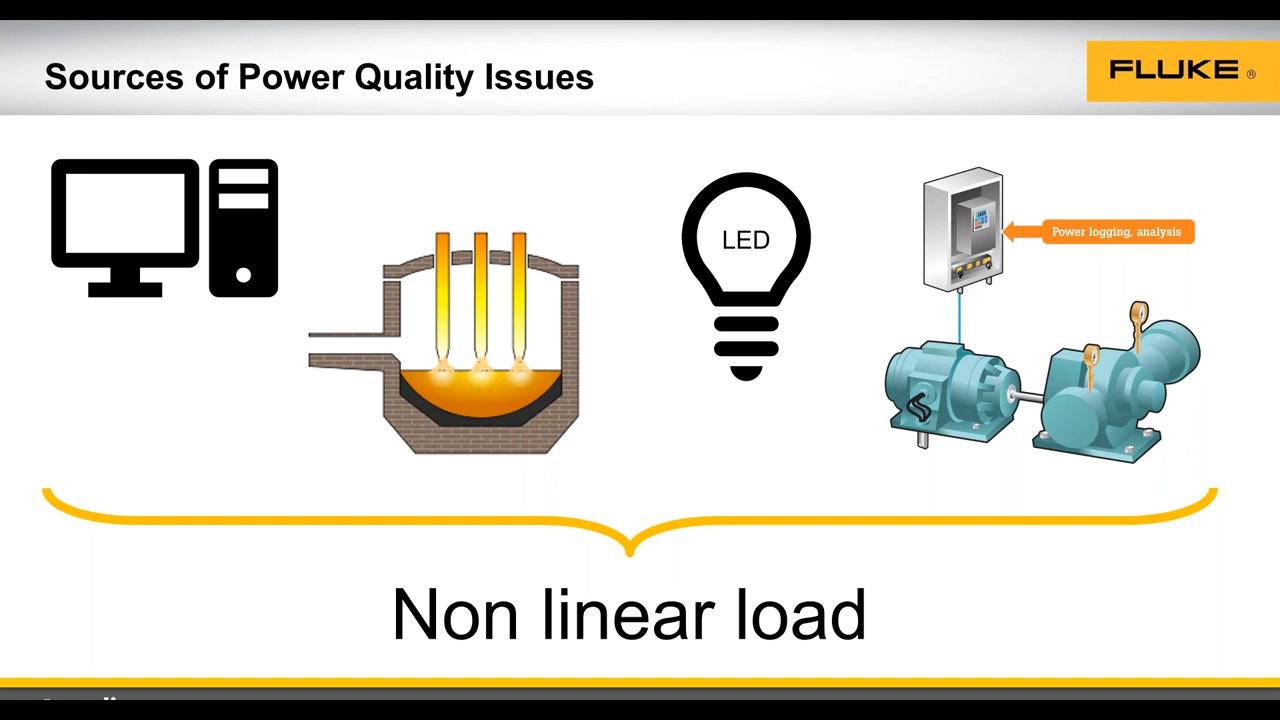 Sources of Power Quality Issues
FLUKE ®
LED
Power logging, analysis
Non linear load